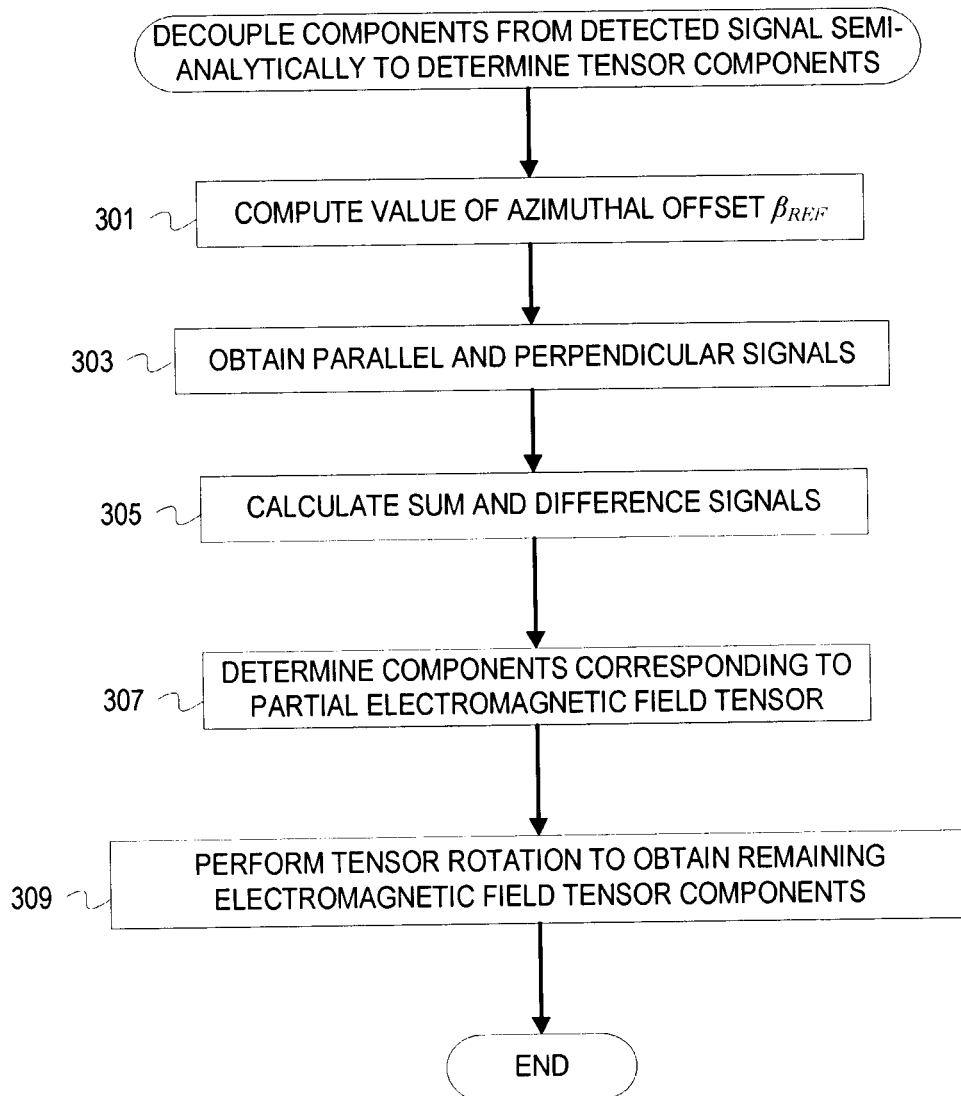 DECOUPLE COMPONENTS FROM DETECTED SIGNAL SEMI-
ANALYTICALLY TO DETERMINE TENSOR COMPONENTS
301
COMPUTE VALUE OF AZIMUTHAL OFFSET βREF
303
OBTAIN PARALLEL AND PERPENDICULAR SIGNALS
305
CALCULATE SUM AND DIFFERENCE SIGNALS
307
DETERMINE COMPONENTS CORRESPONDING TO
PARTIAL ELECTROMAGNETIC FIELD TENSOR
309
PERFORM TENSOR ROTATION TO OBTAIN REMAINING
ELECTROMAGNETIC FIELD TENSOR COMPONENTS
END